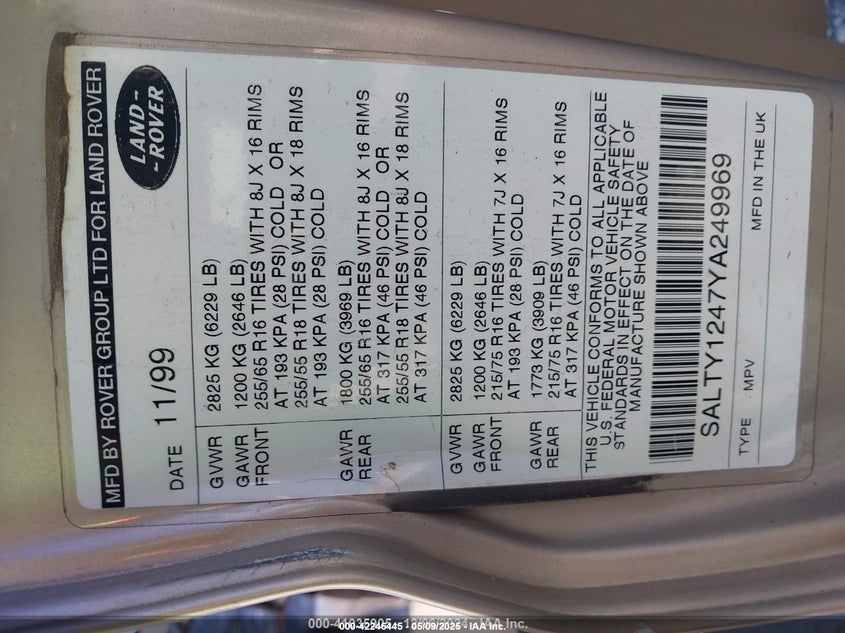 MFD BY ROVER GROUP LTD FOR LAND ROVER
LAND-
-ROVER
DATE 11/99
GVWR 2825 KG (6229 LB)
GAWR 1200 KG (2646 LB)
FRONT 255/65 R16 TIRES WITH 8J X 16 RIMS
AT 193 KPA (28 PSI) COLD OR
255/55 R18 TIRES WITH 8J X 18 RIMS
AT 193 KPA (28 PSI) COLD
GAWR 1800 KG (3969 LB)
REAR 255/65 R16 TIRES WITH 8J X 16 RIMS
AT 317 KPA (46 PSI) COLD OR
255/55 R18 TIRES WITH 8J X 18 RIMS
AT 317 KPA (46 PSI) COLD
GVWR 2825 KG (6229 LB)
GAWR 1200 KG (2646 LB)
FRONT 215/75 R16 TIRES WITH 7J X 16 RIMS
AT 193 KPA (28 PSI) COLD
GAWR 1773 KG (3909 LB)
REAR 215/75 R16 TIRES WITH 7J X 16 RIMS
AT 317 KPA (46 PSI) COLD
THIS VEHICLE CONFORMS TO ALL APPLICABLE
U.S. FEDERAL MOTOR VEHICLE SAFETY
STANDARDS IN EFFECT ON THE DATE OF
MANUFACTURE SHOWN ABOVE
SALTY1247YA249969
TYPE MPV MFD IN THE UK
000-42246445 - 05/09/2025 - IAA Inc.